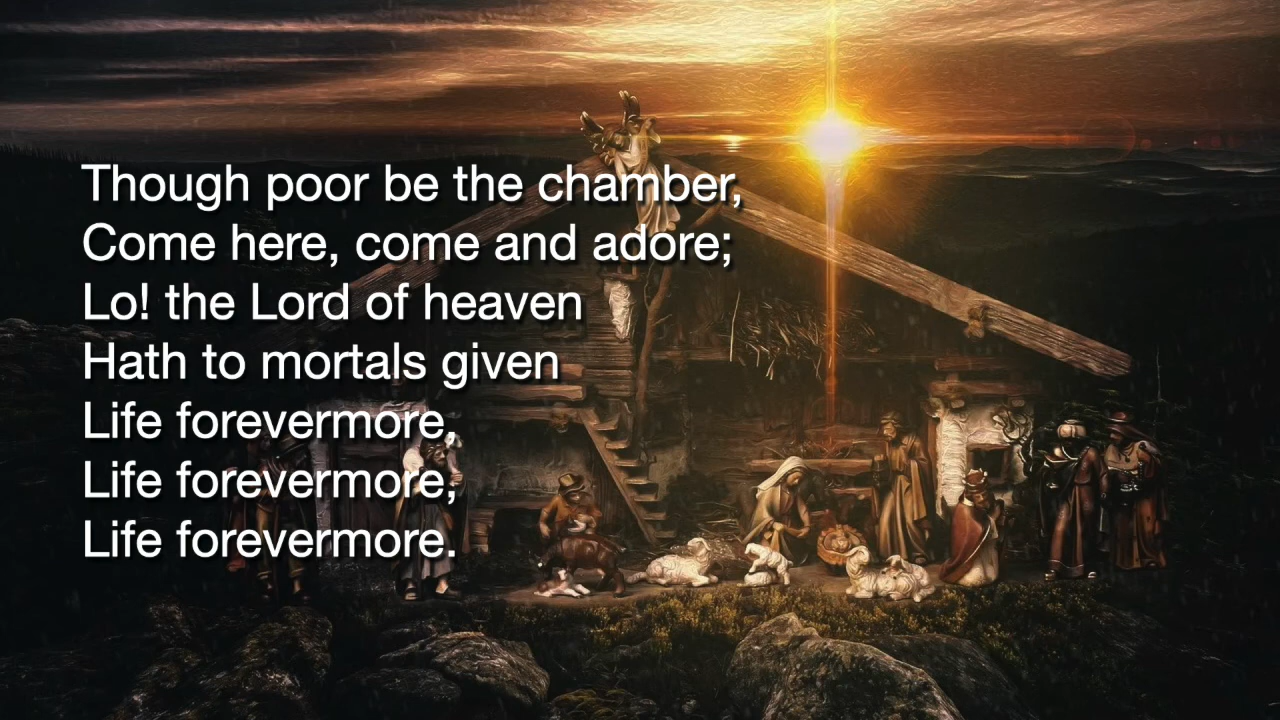 Though poor be the chamber,
Come here, come and adore;
Lo! the Lord of heaven
Hath to mortals given
Life forevermore,
Life forevermore,
Life forevermore.